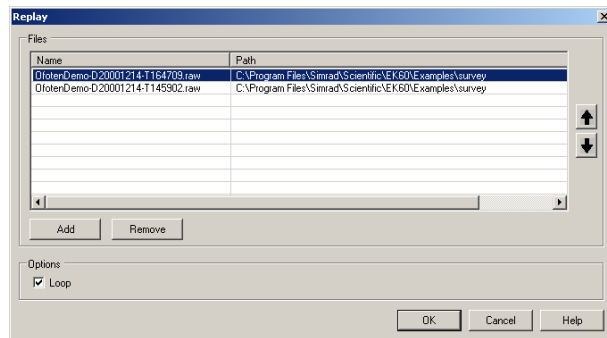 Replay
Files
Name Path
OfotenDemo-D20001214-T164709.raw C:\Program Files\Simrad\Scientific\EK60\Examples\survey
OfotenDemo-D20001214-T145902.raw C:\Program Files\Simrad\Scientific\EK60\Examples\survey
Add Remove
Options
Loop
OK Cancel Help